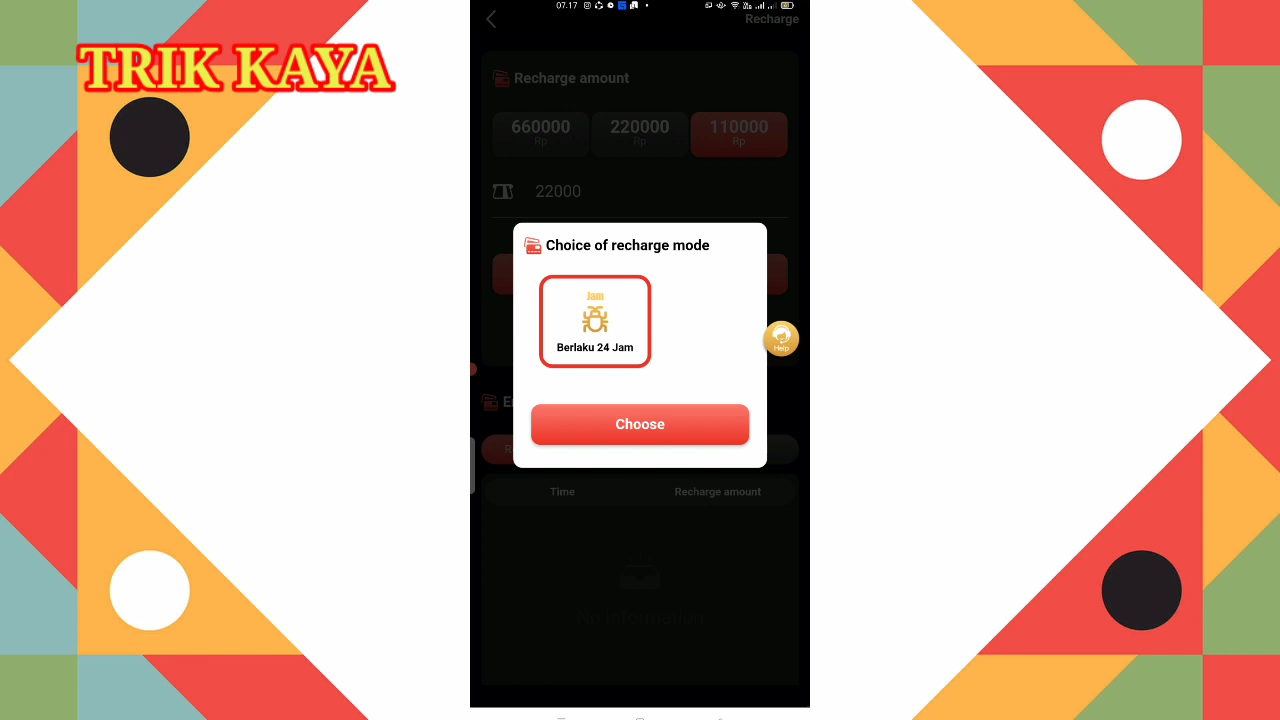 TRIK KAYA
07.17
Recharge
Recharge amount
660000
Rp
220000
Rp
110000
Rp
22000
Choice of recharge mode
Jam
Berlaku 24 Jam
Help
Choose
Time
Recharge amount
No Information